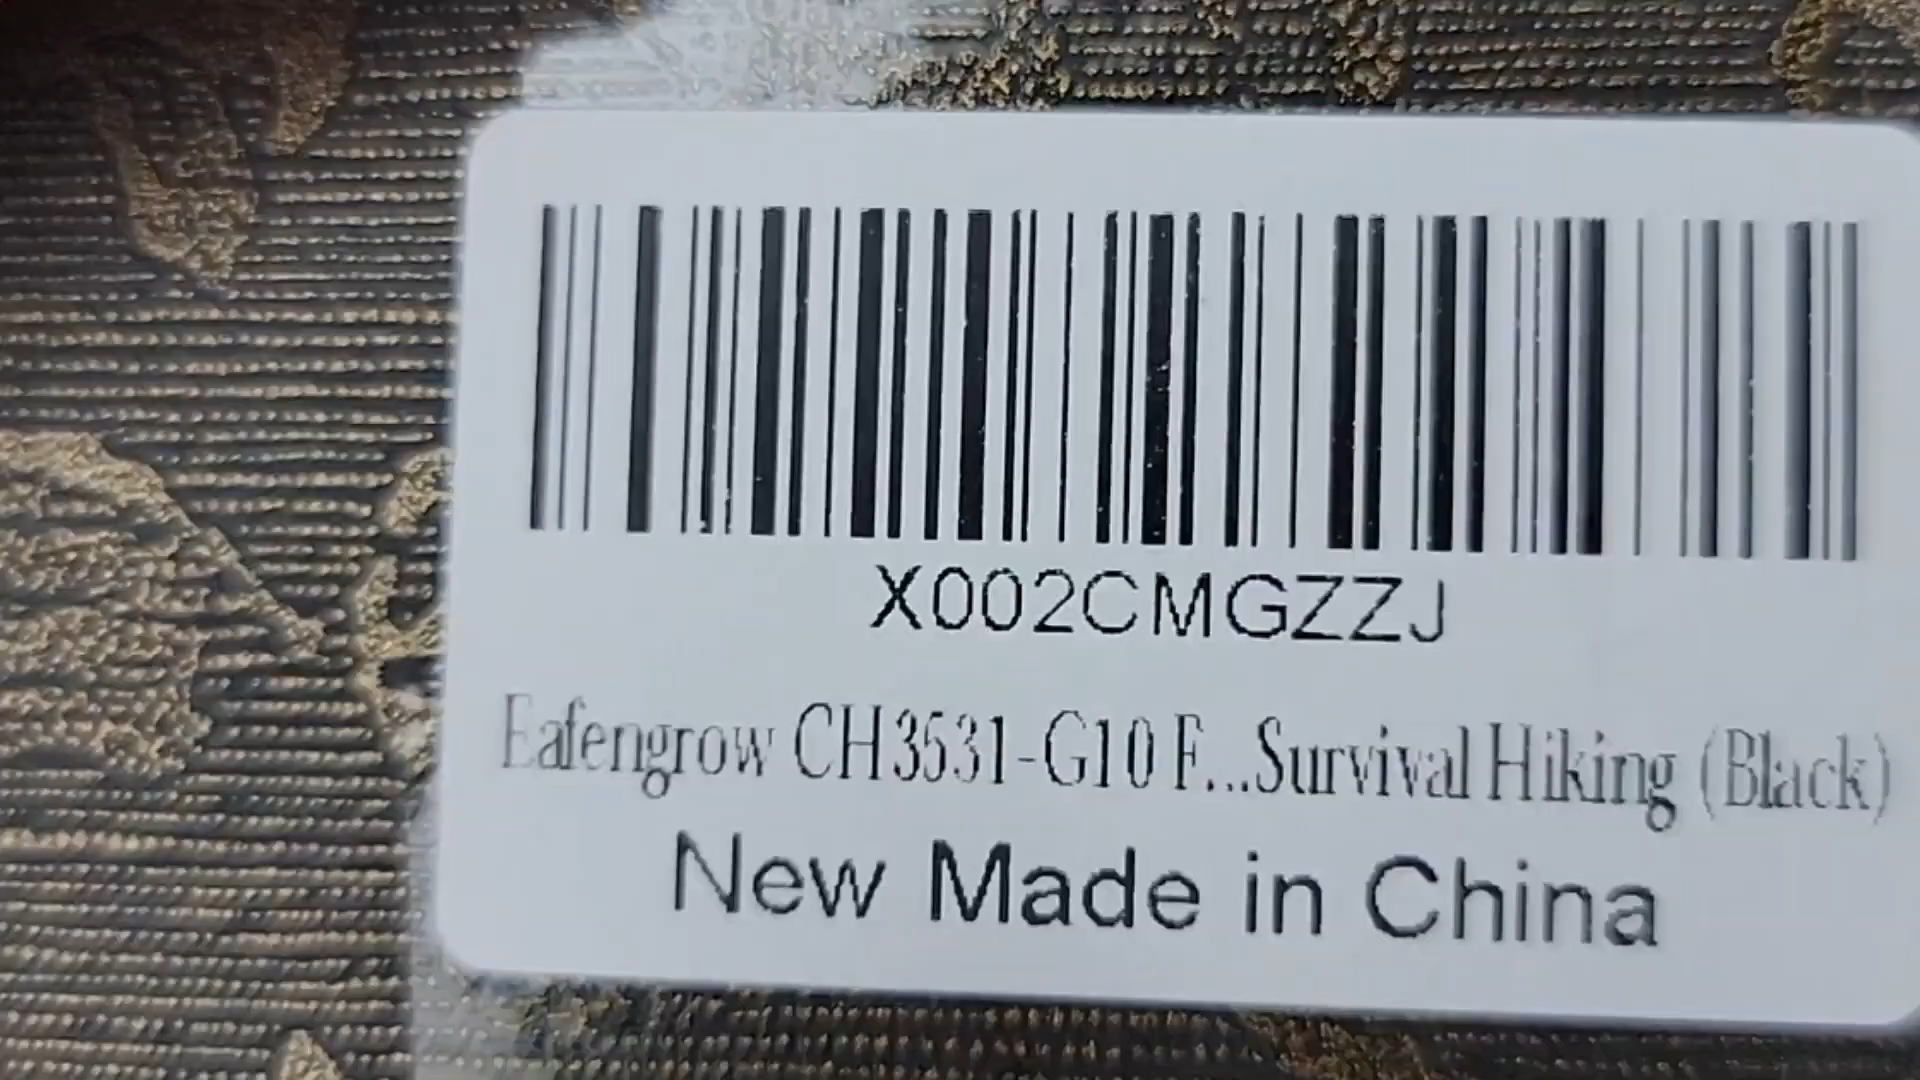 X002CMGZZJ
Eafengrow CH3531-G10 F...Survival Hiking (Black)
New Made in China